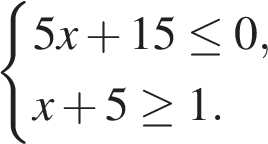 5x + 15 ≤ 0,
x + 5 ≥ 1.